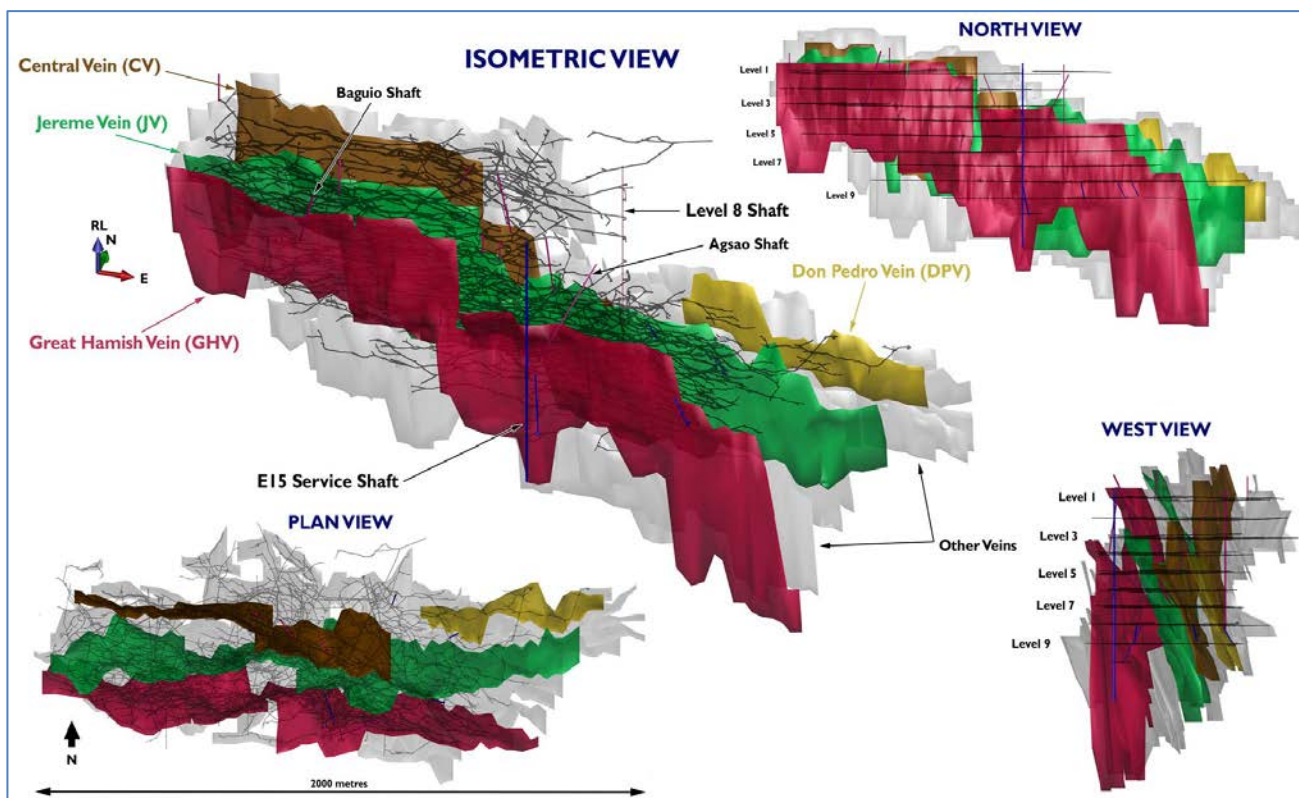 ISOMETRIC VIEW
Central Vein (CV)
Baguio Shaft
Jereme Vein (JV)
RL
N
E
Great Hamish Vein (GHV)
Level 8 Shaft
Agsao Shaft
Don Pedro Vein (DPV)
E15 Service Shaft
Other Veins
NORTH VIEW
Level 1
Level 3
Level 5
Level 7
Level 9
PLAN VIEW
N
2000 metres
WEST VIEW
Level 1
Level 3
Level 5
Level 7
Level 9